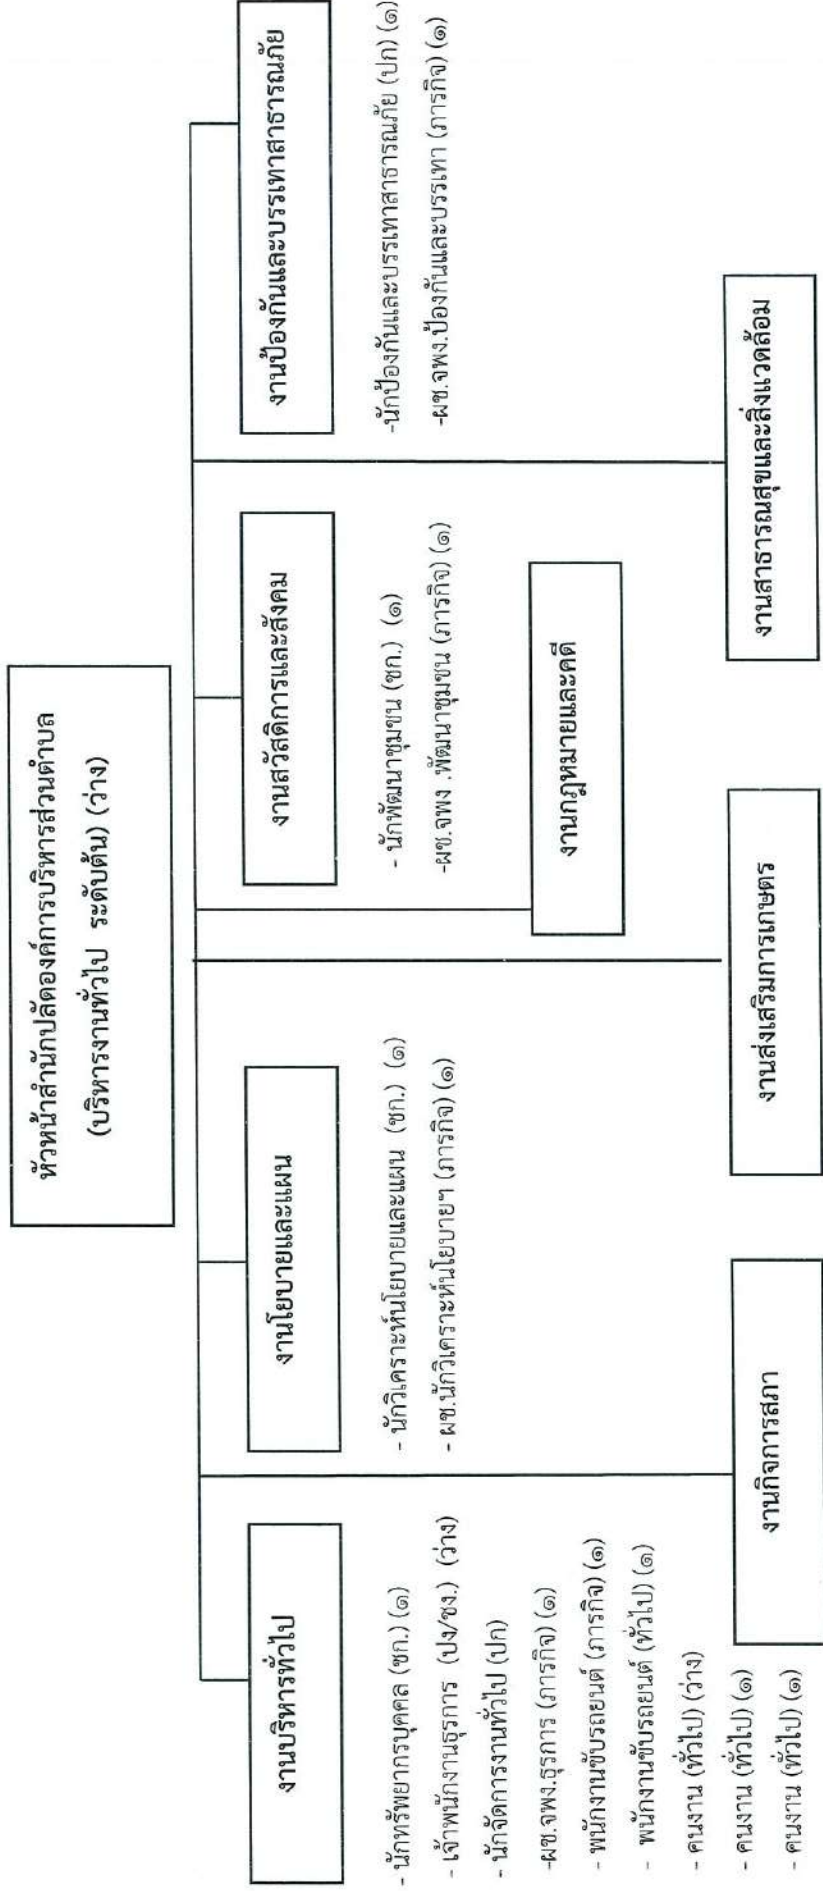 หัวหน้าสำนักปลัดองค์การบริหารส่วนตำบล
(บริหารงานทั่วไป ระดับต้น) (ว่าง)
งานบริหารทั่วไป
- นักทรัพยากรบุคคล (ชก.) (๑)
- เจ้าพนักงานธุรการ (ปง/ชง.) (ว่าง)
- นักจัดการงานทั่วไป (ปก)
-ผช.จพง.ธุรการ (ภารกิจ) (๑)
- พนักงานขับรถยนต์ (ภารกิจ) (๑)
- พนักงานขับรถยนต์ (ทั่วไป) (๑)
- คนงาน (ทั่วไป) (ว่าง)
- คนงาน (ทั่วไป) (๑)
- คนงาน (ทั่วไป) (๑)
งานนโยบายและแผน
- นักวิเคราะห์นโยบายและแผน (ชก.) (๑)
- ผช.นักวิเคราะห์นโยบายฯ (ภารกิจ) (๑)
งานสวัสดิการและสังคม
- นักพัฒนาชุมชน (ชก.) (๑)
-ผช.จพง .พัฒนาชุมชน (ภารกิจ) (๑)
งานป้องกันและบรรเทาสาธารณภัย
-นักป้องกันและบรรเทาสาธารณภัย (ปก) (๑)
-ผช.จพง.ป้องกันและบรรเทา (ภารกิจ) (๑)
งานกฎหมายและคดี
งานกิจการสภา
งานส่งเสริมการเกษตร
งานสาธารณสุขและสิ่งแวดล้อม